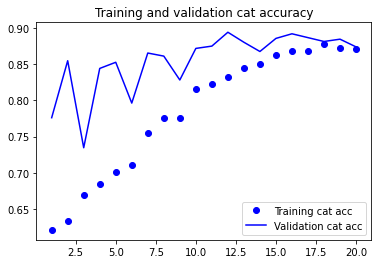 Training and validation cat accuracy
0.90
0.85
0.80
0.75
0.70
0.65
Training cat acc
Validation cat acc
2.5 5.0 7.5 10.0 12.5 15.0 17.5 20.0